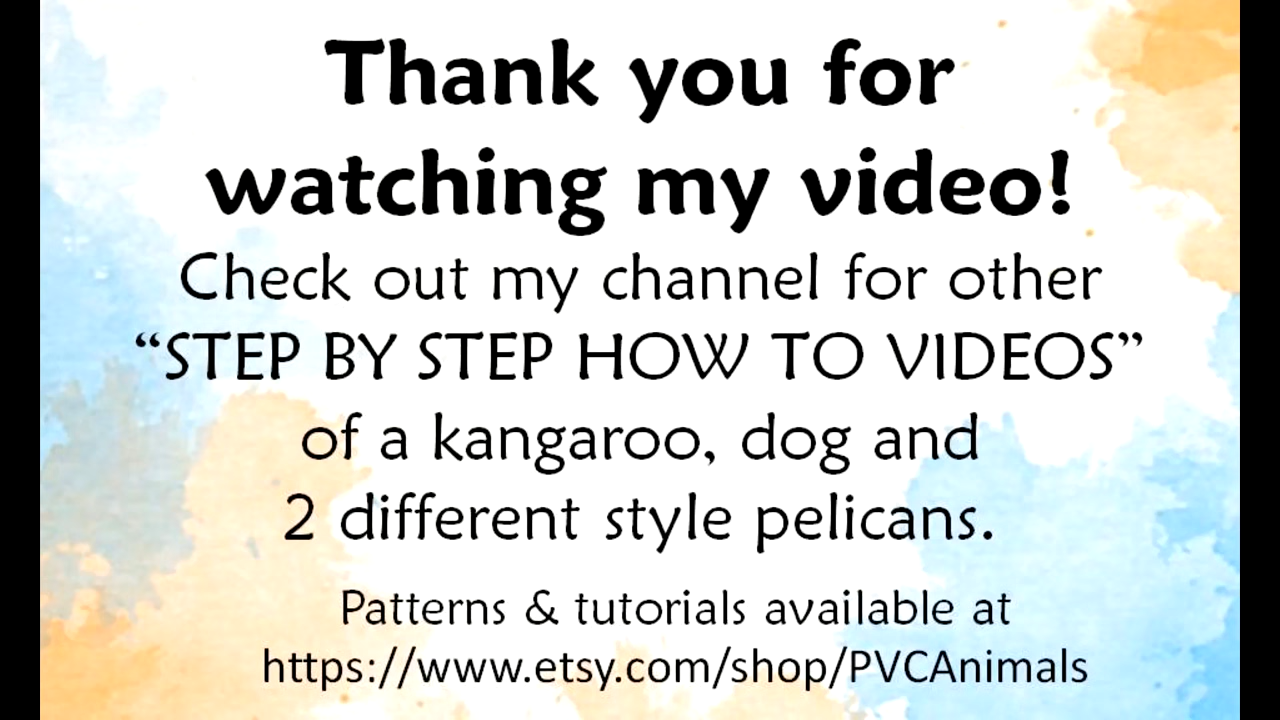 Thank you for
watching my video!
Check out my channel for other
“STEP BY STEP HOW TO VIDEOS”
of a kangaroo, dog and
2 different style pelicans.
Patterns & tutorials available at
https://www.etsy.com/shop/PVCAnimals